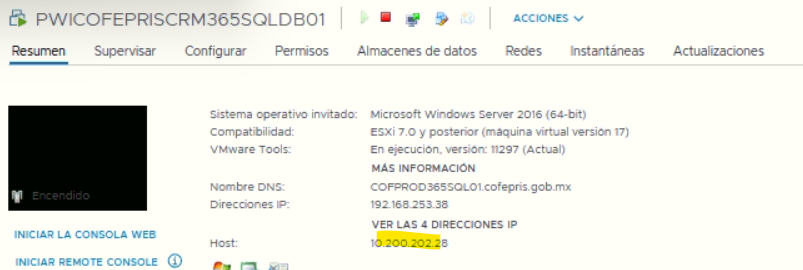 PWICOFEPRISCRM365SQLDB01 ACCIONES
Resumen Supervisar Configurar Permisos Almacenes de datos Redes Instantáneas Actualizaciones
Sistema operativo invitado: Microsoft Windows Server 2016 (64-bit)
Compatibilidad: ESXi 7.0 y posterior (máquina virtual versión 17)
VMware Tools: En ejecución, versión: 11297 (Actual)
MÁS INFORMACIÓN
Nombre DNS: COFPROD365SQL01.cofepris.gob.mx
Direcciones IP: 192.168.253.38
VER LAS 4 DIRECCIONES IP
Host: 10.200.202.28
Encendido
INICIAR LA CONSOLA WEB
INICIAR REMOTE CONSOLE